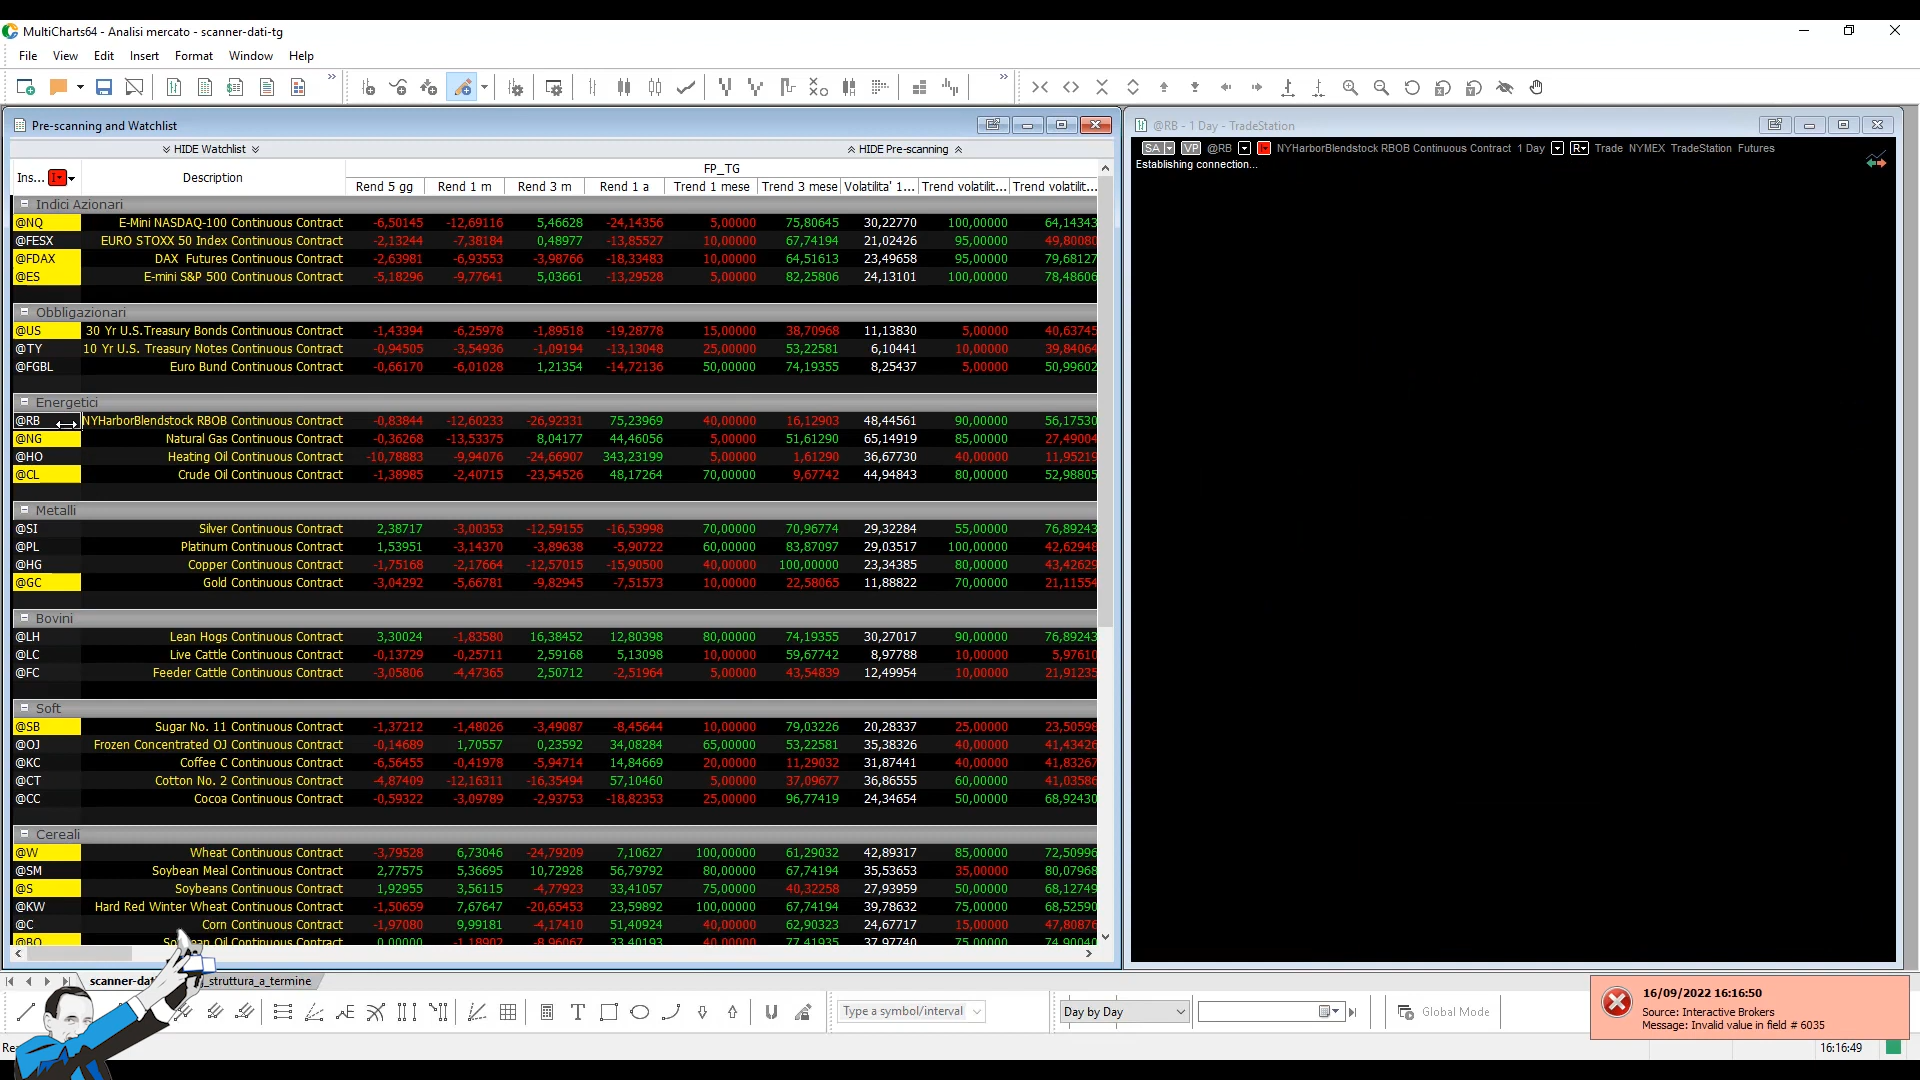 MultiCharts64 - Analisi mercato - scanner-dati-tg
File View Edit Insert Format Window Help
Pre-scanning and Watchlist
HIDE Watchlist HIDE Pre-scanning
FP_TG
Ins... Description Rend 5 gg Rend 1 m Rend 3 m Rend 1 a Trend 1 mese Trend 3 mese Volatilita' 1... Trend volatilit... Trend volatilit...
Indici Azionari
@NQ E-Mini NASDAQ-100 Continuous Contract -6,50145 -12,69116 5,46628 -24,14356 5,00000 75,80645 30,22770 100,00000 64,14343
@FESX EURO STOXX 50 Index Continuous Contract -2,13244 -7,38184 0,48977 -13,85527 10,00000 67,74194 21,02426 95,00000 49,80080
@FDAX DAX Futures Continuous Contract -2,63981 -6,93553 -3,98766 -18,33483 10,00000 64,51613 23,49658 95,00000 79,68127
@ES E-mini S&P 500 Continuous Contract -5,18296 -9,77641 5,03661 -13,29528 5,00000 82,25806 24,13101 100,00000 78,48606
Obbligazionari
@US 30 Yr U.S.Treasury Bonds Continuous Contract -1,43394 -6,25978 -1,89518 -19,28778 15,00000 38,70968 11,13830 5,00000 40,63745
@TY 10 Yr U.S. Treasury Notes Continuous Contract -0,94505 -3,54936 -1,09194 -13,13048 25,00000 53,22581 6,10441 10,00000 39,84064
@FGBL Euro Bund Continuous Contract -0,66170 -6,01028 1,21354 -14,72136 50,00000 74,19355 8,25437 5,00000 50,99602
Energetici
@RB NYHarborBlendstock RBOB Continuous Contract -0,83844 -12,60233 -26,92331 75,23969 40,00000 16,12903 48,44561 90,00000 56,17530
@NG Natural Gas Continuous Contract -0,36268 -13,53375 8,04177 44,46056 5,00000 51,61290 65,14919 85,00000 27,49004
@HO Heating Oil Continuous Contract -10,78883 -9,94076 -24,66907 343,23199 5,00000 1,61290 36,67730 40,00000 11,95219
@CL Crude Oil Continuous Contract -1,38985 -2,40715 -23,54526 48,17264 70,00000 9,67742 44,94843 80,00000 52,98805
Metalli
@SI Silver Continuous Contract 2,38717 -3,00353 -12,59155 -16,53998 70,00000 70,96774 29,32284 55,00000 76,89243
@PL Platinum Continuous Contract 1,53951 -3,14370 -3,89638 -5,90722 60,00000 83,87097 29,03517 100,00000 42,62948
@HG Copper Continuous Contract -1,75168 -2,17664 -12,57015 -15,90500 40,00000 100,00000 23,34385 80,00000 43,42629
@GC Gold Continuous Contract -3,04292 -5,66781 -9,82945 -7,51573 10,00000 22,58065 11,88822 70,00000 21,11554
Bovini
@LH Lean Hogs Continuous Contract 3,30024 -1,83580 16,38452 12,80398 80,00000 74,19355 30,27017 90,00000 76,89243
@LC Live Cattle Continuous Contract -0,13729 -0,25711 2,59168 5,13098 10,00000 59,67742 8,97788 10,00000 5,97610
@FC Feeder Cattle Continuous Contract -3,05806 -4,47365 2,50712 -2,51964 5,00000 43,54839 12,49954 10,00000 21,91235
Soft
@SB Sugar No. 11 Continuous Contract -1,37212 -1,48026 -3,49087 -8,45644 10,00000 79,03226 20,28337 25,00000 23,50598
@OJ Frozen Concentrated OJ Continuous Contract -0,14689 1,70557 0,23592 34,08284 65,00000 53,22581 35,38326 40,00000 41,43426
@KC Coffee C Continuous Contract -6,56455 -0,41978 -5,94714 14,84669 20,00000 11,29032 31,87441 40,00000 41,83267
@CT Cotton No. 2 Continuous Contract -4,87409 -12,16311 -16,35494 57,10460 5,00000 37,09677 36,86555 60,00000 41,03586
@CC Cocoa Continuous Contract -0,59322 -3,09789 -2,93753 -18,82353 25,00000 96,77419 24,34654 50,00000 68,92430
Cereali
@W Wheat Continuous Contract -3,79528 6,73046 -24,79209 7,10627 100,00000 61,29032 42,89317 85,00000 72,50996
@SM Soybean Meal Continuous Contract 2,77575 5,36695 10,72928 56,79792 80,00000 67,74194 35,53653 35,00000 80,07968
@S Soybeans Continuous Contract 1,92955 3,56115 -4,77923 33,41057 75,00000 40,32258 27,93959 50,00000 68,12749
@KW Hard Red Winter Wheat Continuous Contract -1,50659 7,67647 -20,65453 23,59892 100,00000 67,74194 39,78632 75,00000 68,52590
@C Corn Continuous Contract -1,97080 9,99181 -4,17410 51,40924 40,00000 62,90323 24,67717 15,00000 47,80876
@BO Oil Continuous Contract 0,00000 -1,18902 -8,96067 33,40193 40,00000 77,41935 37,97740 75,00000 74,90040
@RB - 1 Day - TradeStation
SA VP @RB NYHarborBlendstock RBOB Continuous Contract 1 Day R Trade NYMEX TradeStation Futures
Establishing connection...
scanner-dat struttura_a_termine
Type a symbol/interval Day by Day Global Mode
16/09/2022 16:16:50
Source: Interactive Brokers
Message: Invalid value in field # 6035
16:16:49